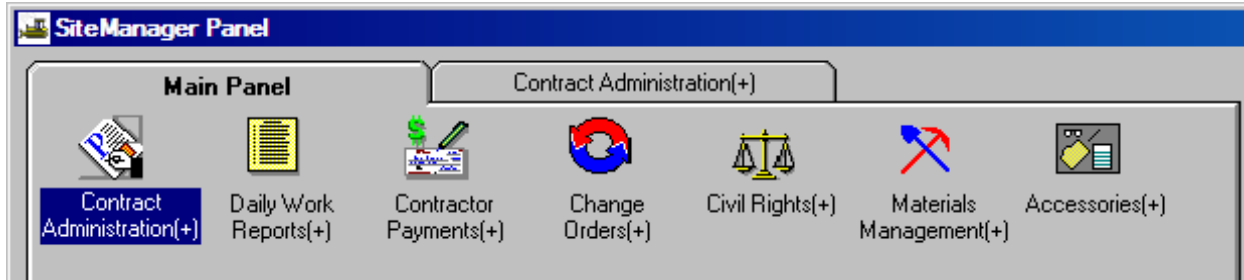 SiteManager Panel
Main Panel
Contract Administration(+)
Contract
Administration(+)
Daily Work
Reports(+)
Contractor
Payments(+)
Change
Orders(+)
Civil Rights(+)
Materials
Management(+)
Accessories(+)